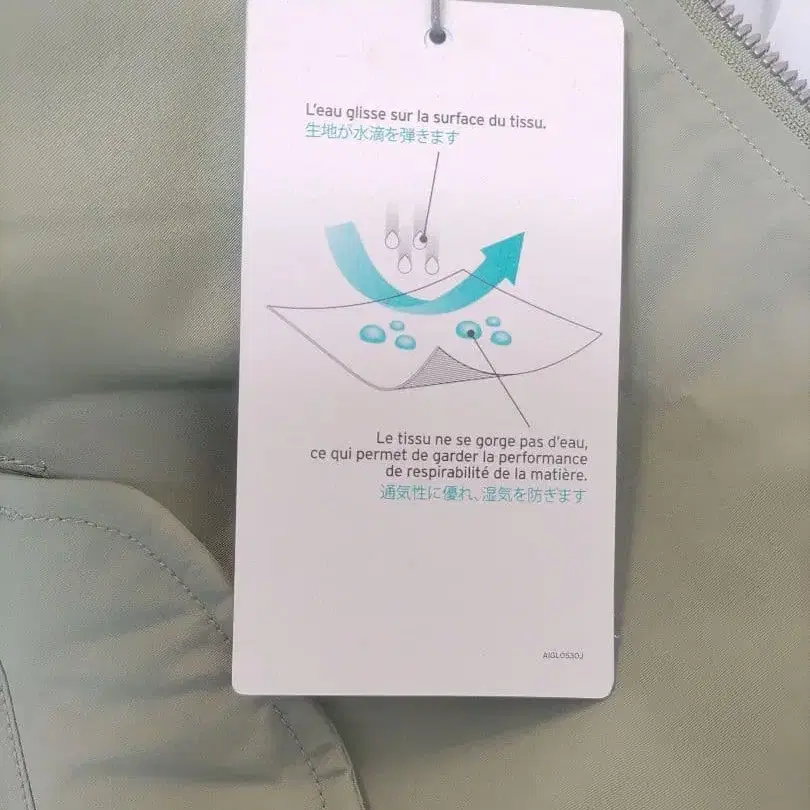 L'eau glisse sur la surface du tissu.
生地が水滴を弾きます
Le tissu ne se gorge pas d'eau,
ce qui permet de garder la performance
de respirabilité de la matière.
通気性に優れ、湿気を防ぎます
AIGL0530J